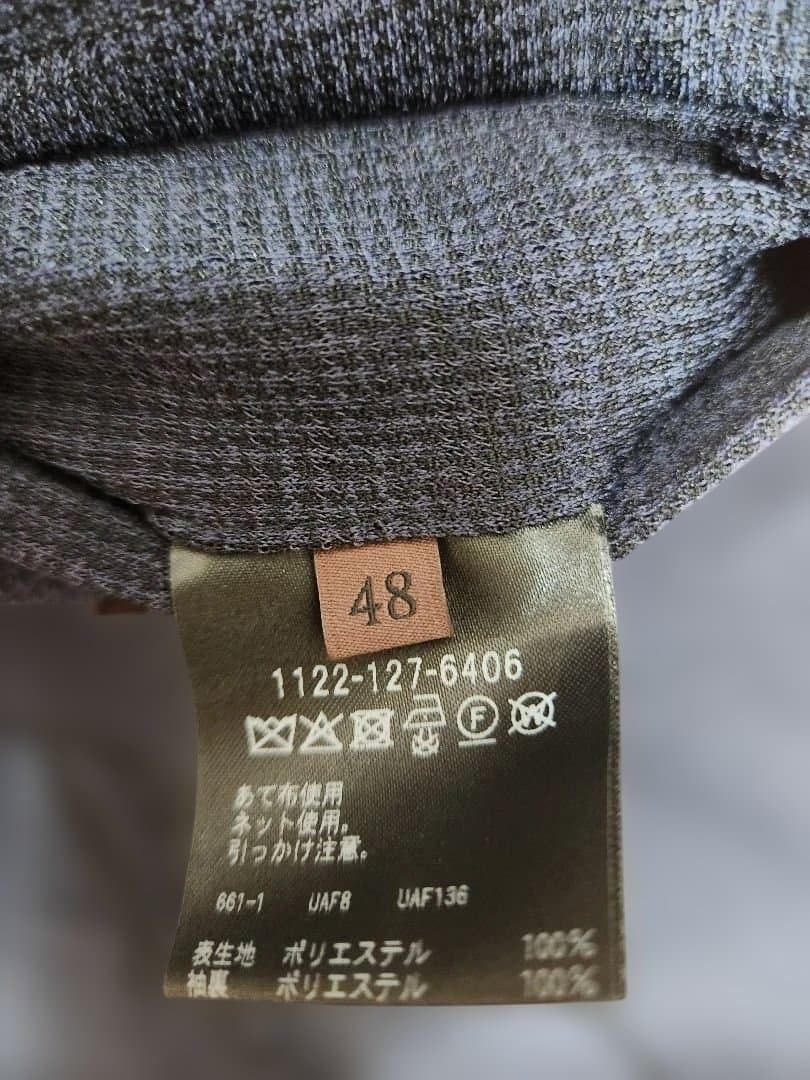 48
1122-127-6406
F
W
あて布使用
ネット使用。
引っかけ注意。
661-1 UAF8 UAF136
表生地 ポリエステル 100%
袖裏 ポリエステル 100%